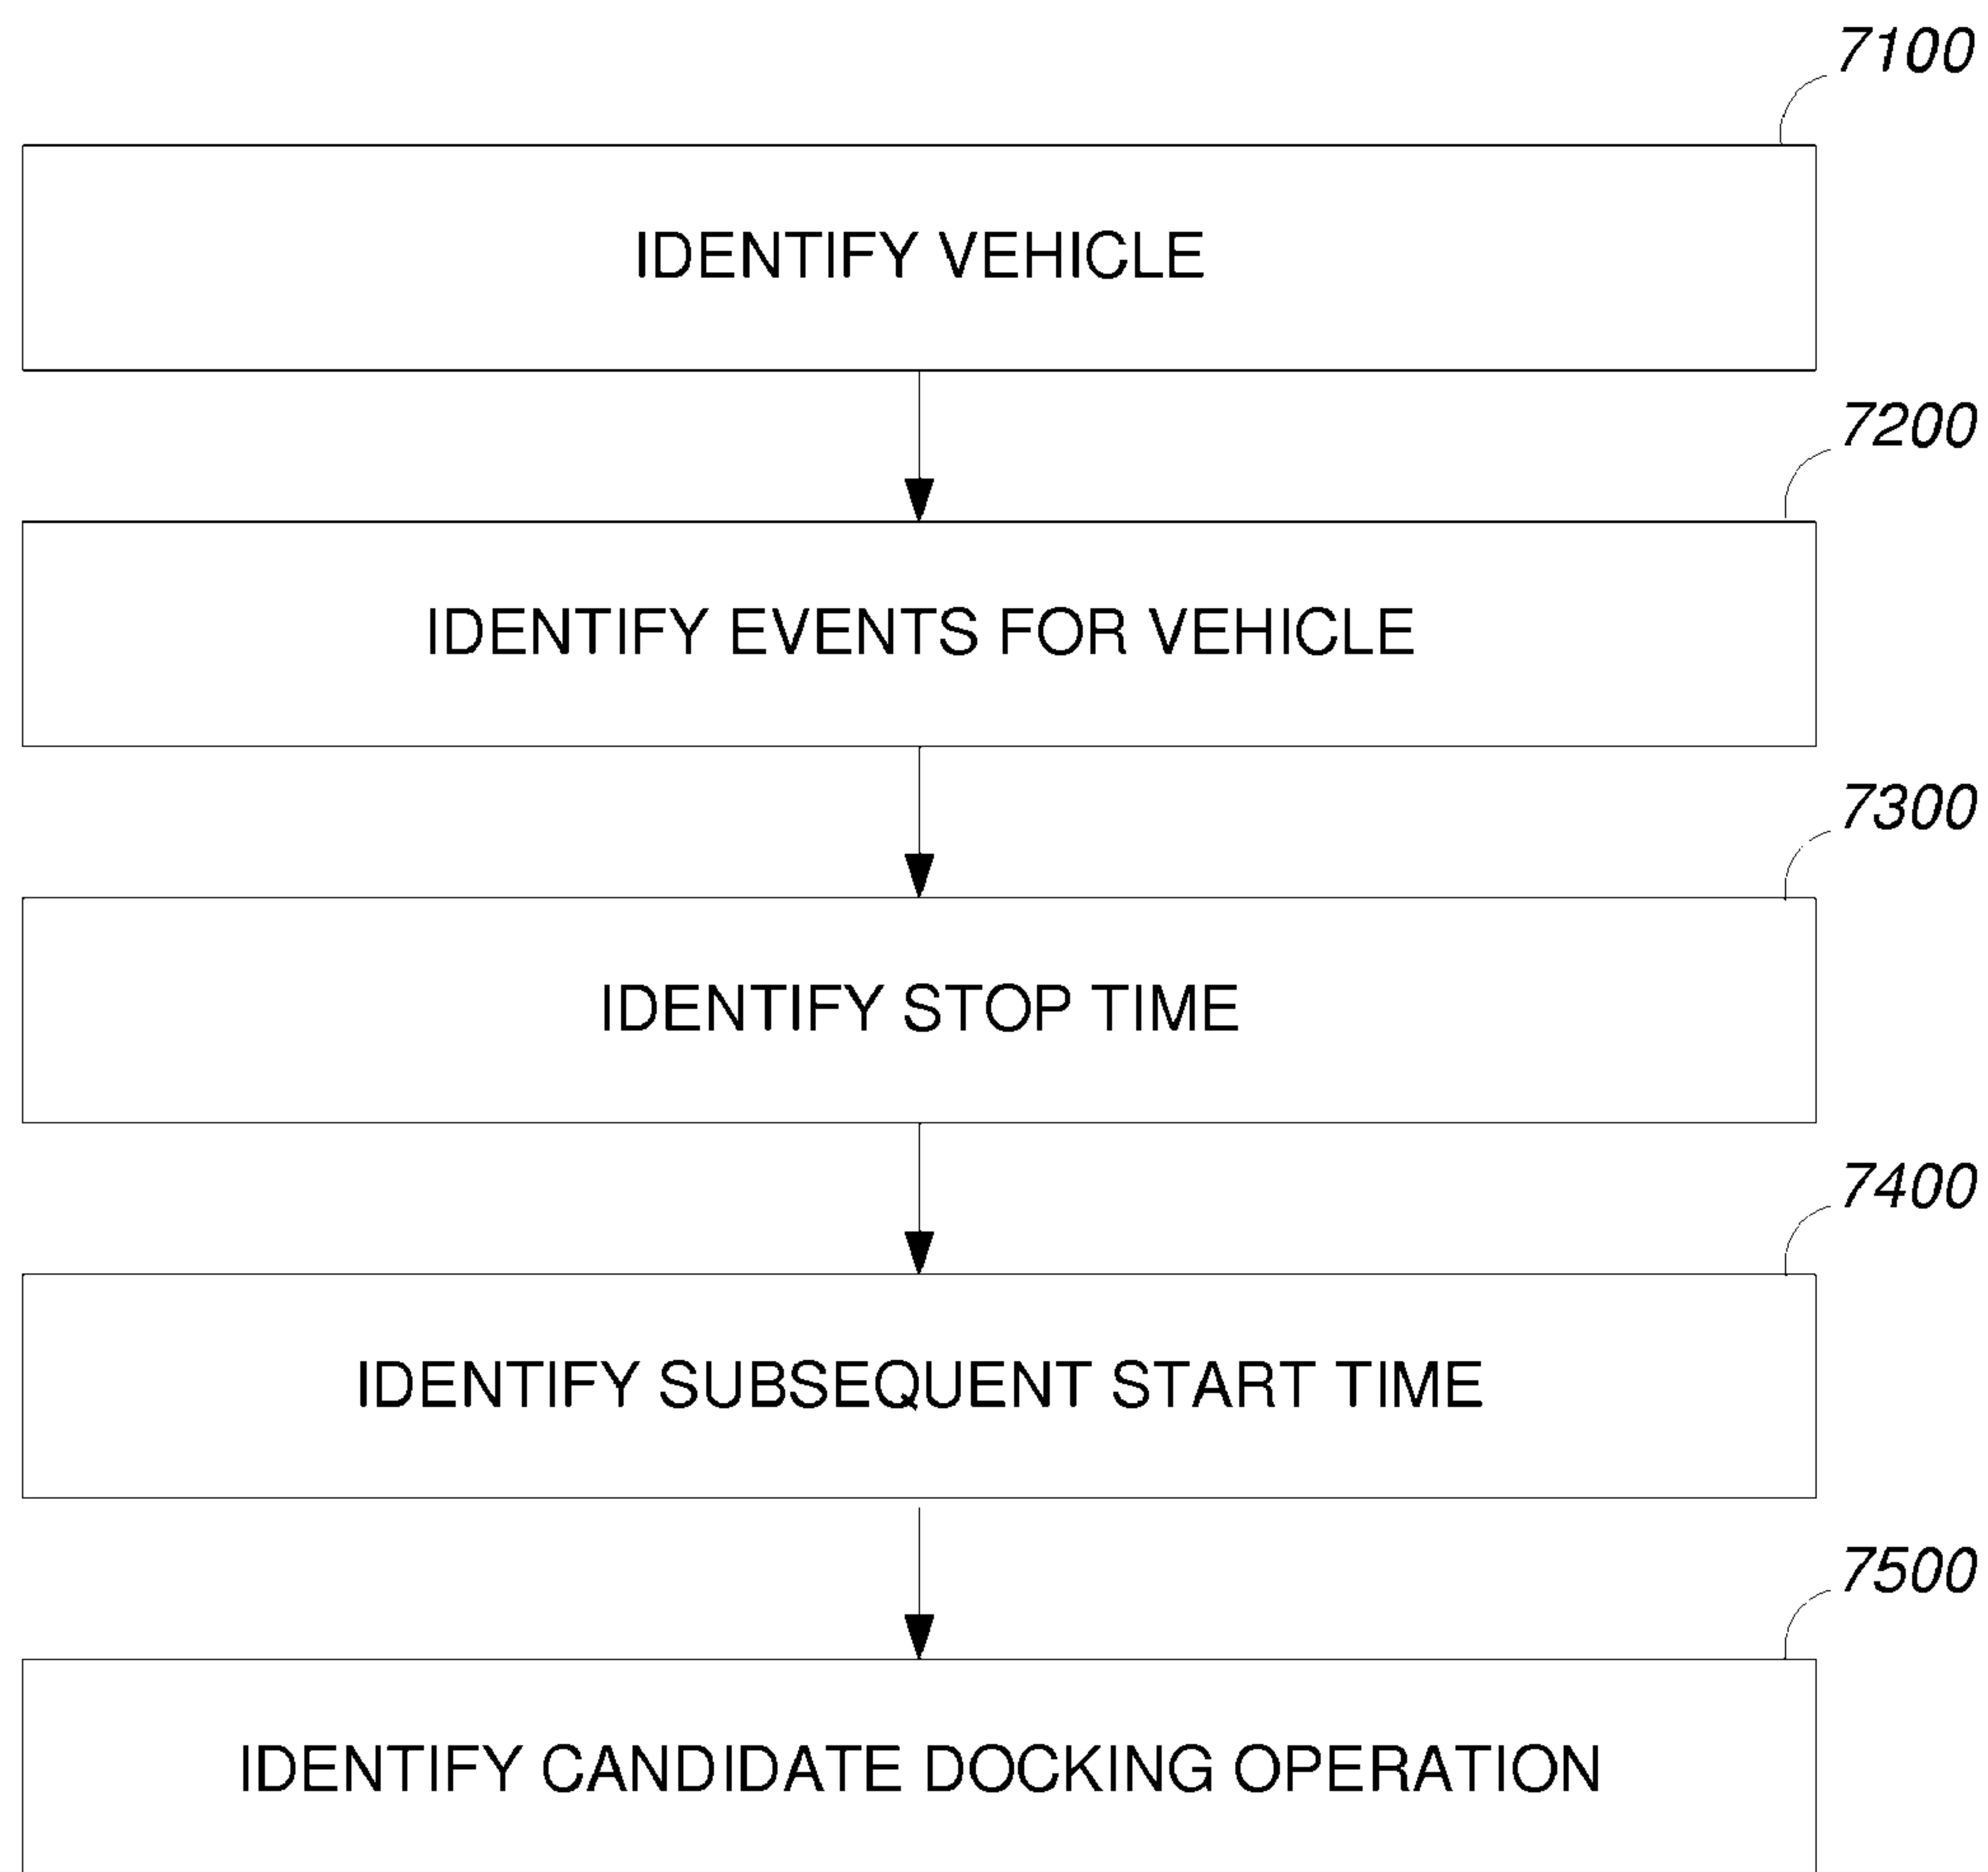 7100
IDENTIFY VEHICLE
7200
IDENTIFY EVENTS FOR VEHICLE
7300
IDENTIFY STOP TIME
7400
IDENTIFY SUBSEQUENT START TIME
7500
IDENTIFY CANDIDATE DOCKING OPERATION